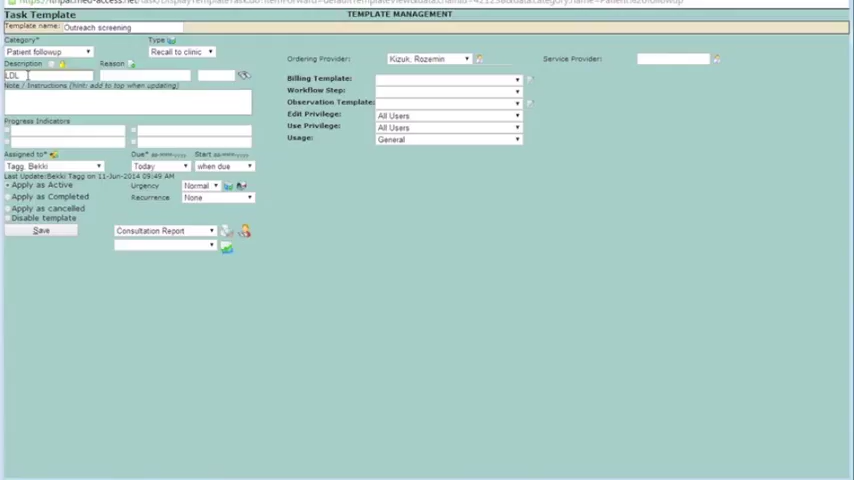 Task Template
TEMPLATE MANAGEMENT
Template name: Outreach screening
Category* Type
Patient followup Recall to clinic
Description Reason
LDL
Note / Instructions (hint: add to top when updating)
Progress Indicators
Assigned to* Due* Start
Tagg, Bekki Today when due
Last Update:Bekki Tagg on 11-Jun-2014 09:49 AM
Apply as Active Urgency Normal
Apply as Completed Recurrence None
Apply as cancelled
Disable template
Save Consultation Report
Ordering Provider: Kizuk, Rozemin Service Provider:
Billing Template:
Workflow Step:
Observation Template:
Edit Privilege: All Users
Use Privilege: All Users
Usage: General